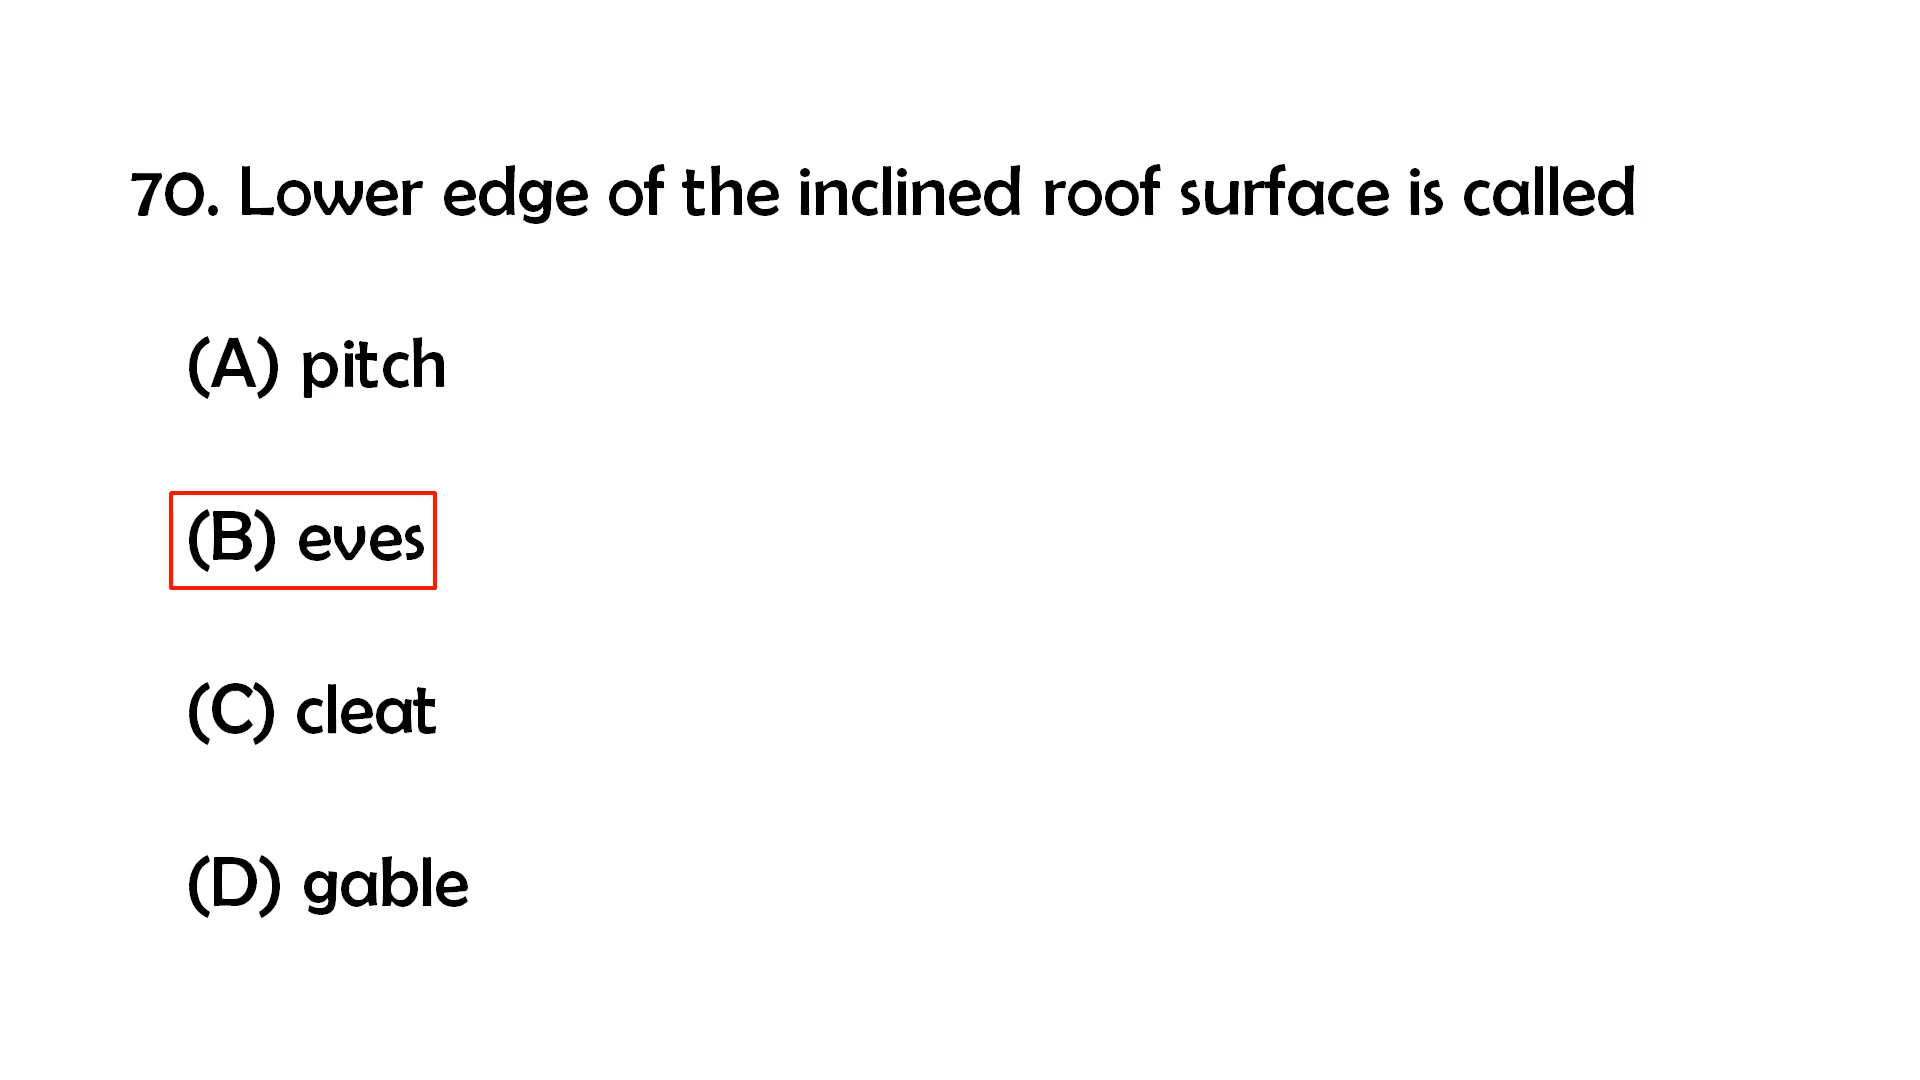 70. Lower edge of the inclined roof surface is called
(A) pitch
(B) eves
(C) cleat
(D) gable